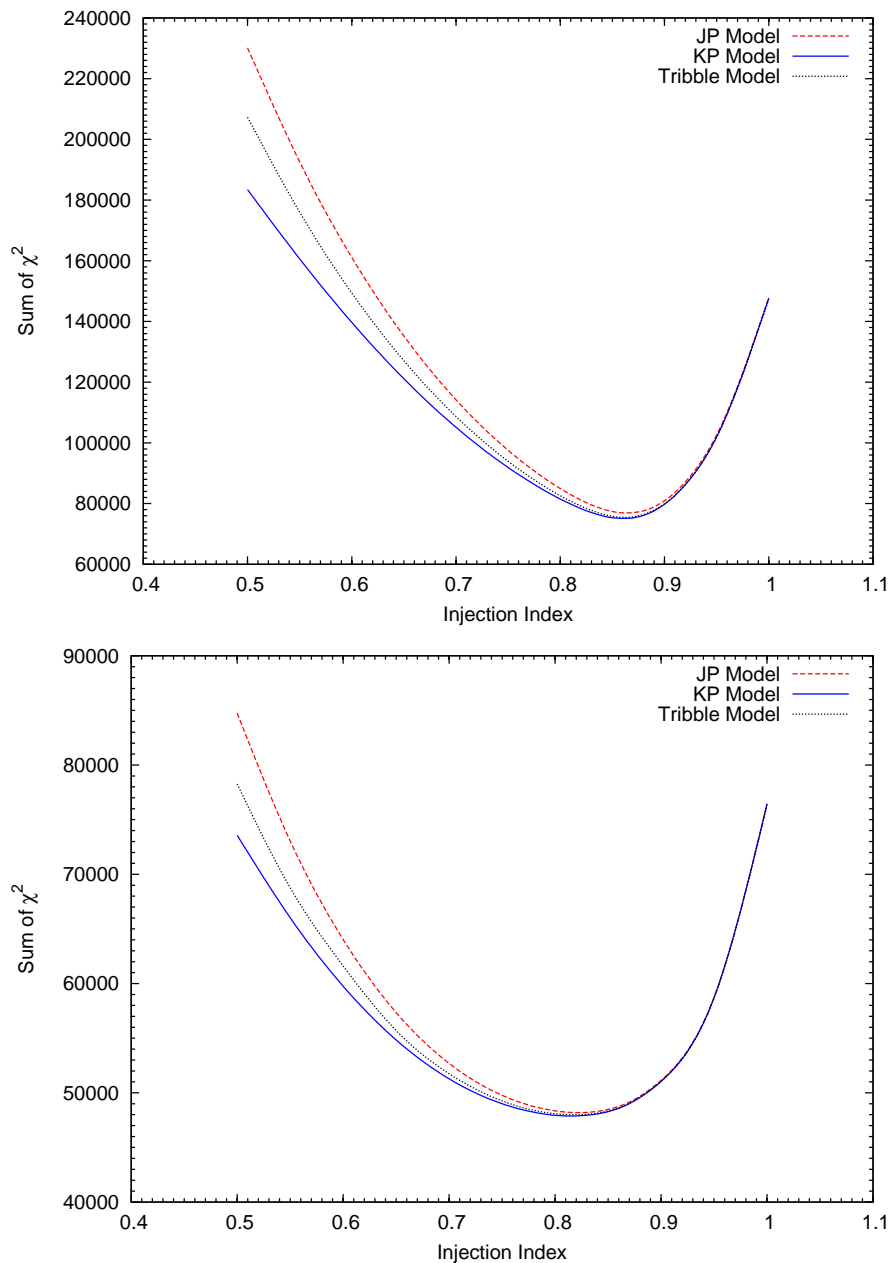 240000
220000
200000
180000
160000
140000
120000
100000
80000
60000
Sum of χ²
JP Model
KP Model
Tribble Model
0.4 0.5 0.6 0.7 0.8 0.9 1 1.1
Injection Index
90000
80000
70000
60000
50000
40000
Sum of χ²
JP Model
KP Model
Tribble Model
0.4 0.5 0.6 0.7 0.8 0.9 1 1.1
Injection Index